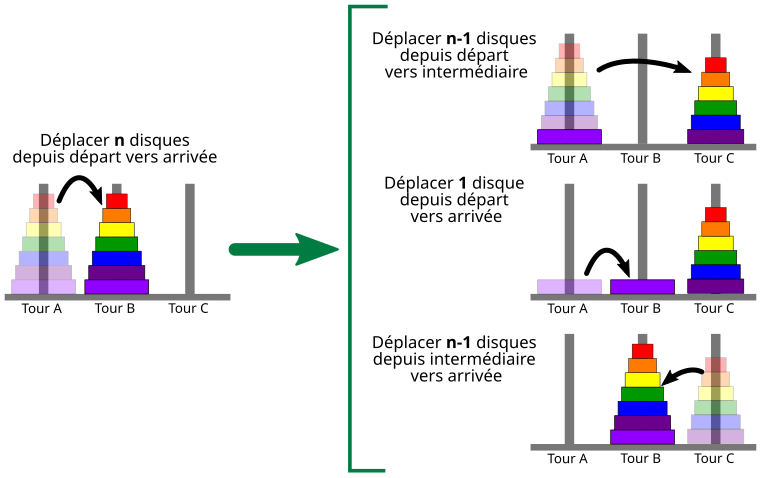 Déplacer n disques
depuis départ vers arrivée
Tour A
Tour B
Tour C
Déplacer n-1 disques
depuis départ
vers intermédiaire
Tour A
Tour B
Tour C
Déplacer 1 disque
depuis départ
vers arrivée
Tour A
Tour B
Tour C
Déplacer n-1 disques
depuis intermédiaire
vers arrivée
Tour A
Tour B
Tour C